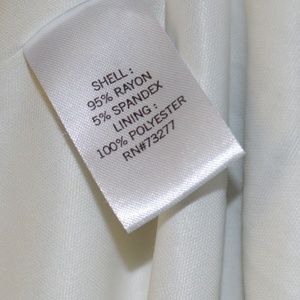 SHELL :
95% RAYON
5% SPANDEX
LINING :
100% POLYESTER
RN#73277